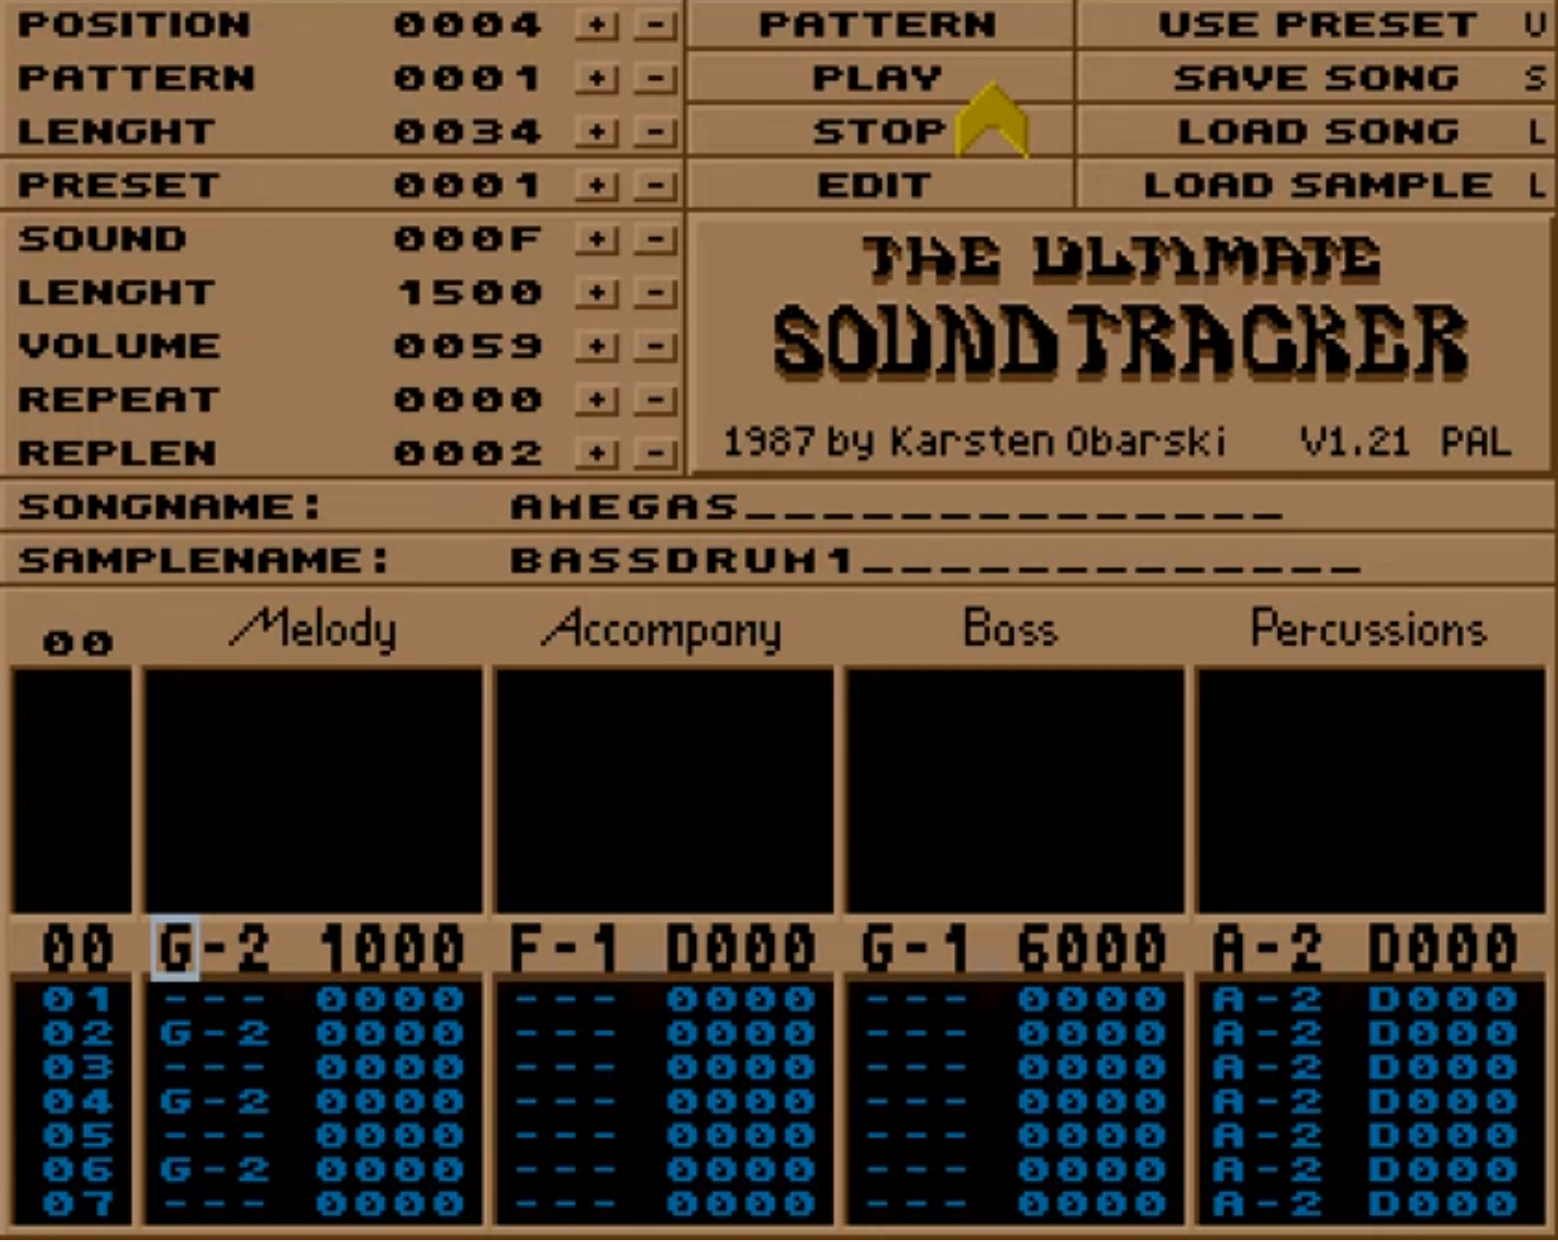 POSITION 0004 + - PATTERN USE PRESET U
PATTERN 0001 + - PLAY SAVE SONG S
LENGHT 0034 + - STOP LOAD SONG L
PRESET 0001 + - EDIT LOAD SAMPLE L
SOUND 000F + -
LENGHT 1500 + -
VOLUME 0059 + -
REPEAT 0000 + -
REPLEN 0002 + -
THE ULTIMATE
SOUNDTRACKER
1987 by Karsten Obarski V1.21 PAL
SONGNAME: AMEGAS______________
SAMPLENAME: BASSDRUM1_____________
00 Melody Accompany Bass Percussions
00 G-2 1000 F-1 D000 G-1 6000 A-2 D000
01 --- 0000 --- 0000 --- 0000 A-2 D000
02 G-2 0000 --- 0000 --- 0000 A-2 D000
03 --- 0000 --- 0000 --- 0000 A-2 D000
04 G-2 0000 --- 0000 --- 0000 A-2 D000
05 --- 0000 --- 0000 --- 0000 A-2 D000
06 G-2 0000 --- 0000 --- 0000 A-2 D000
07 --- 0000 --- 0000 --- 0000 A-2 D000